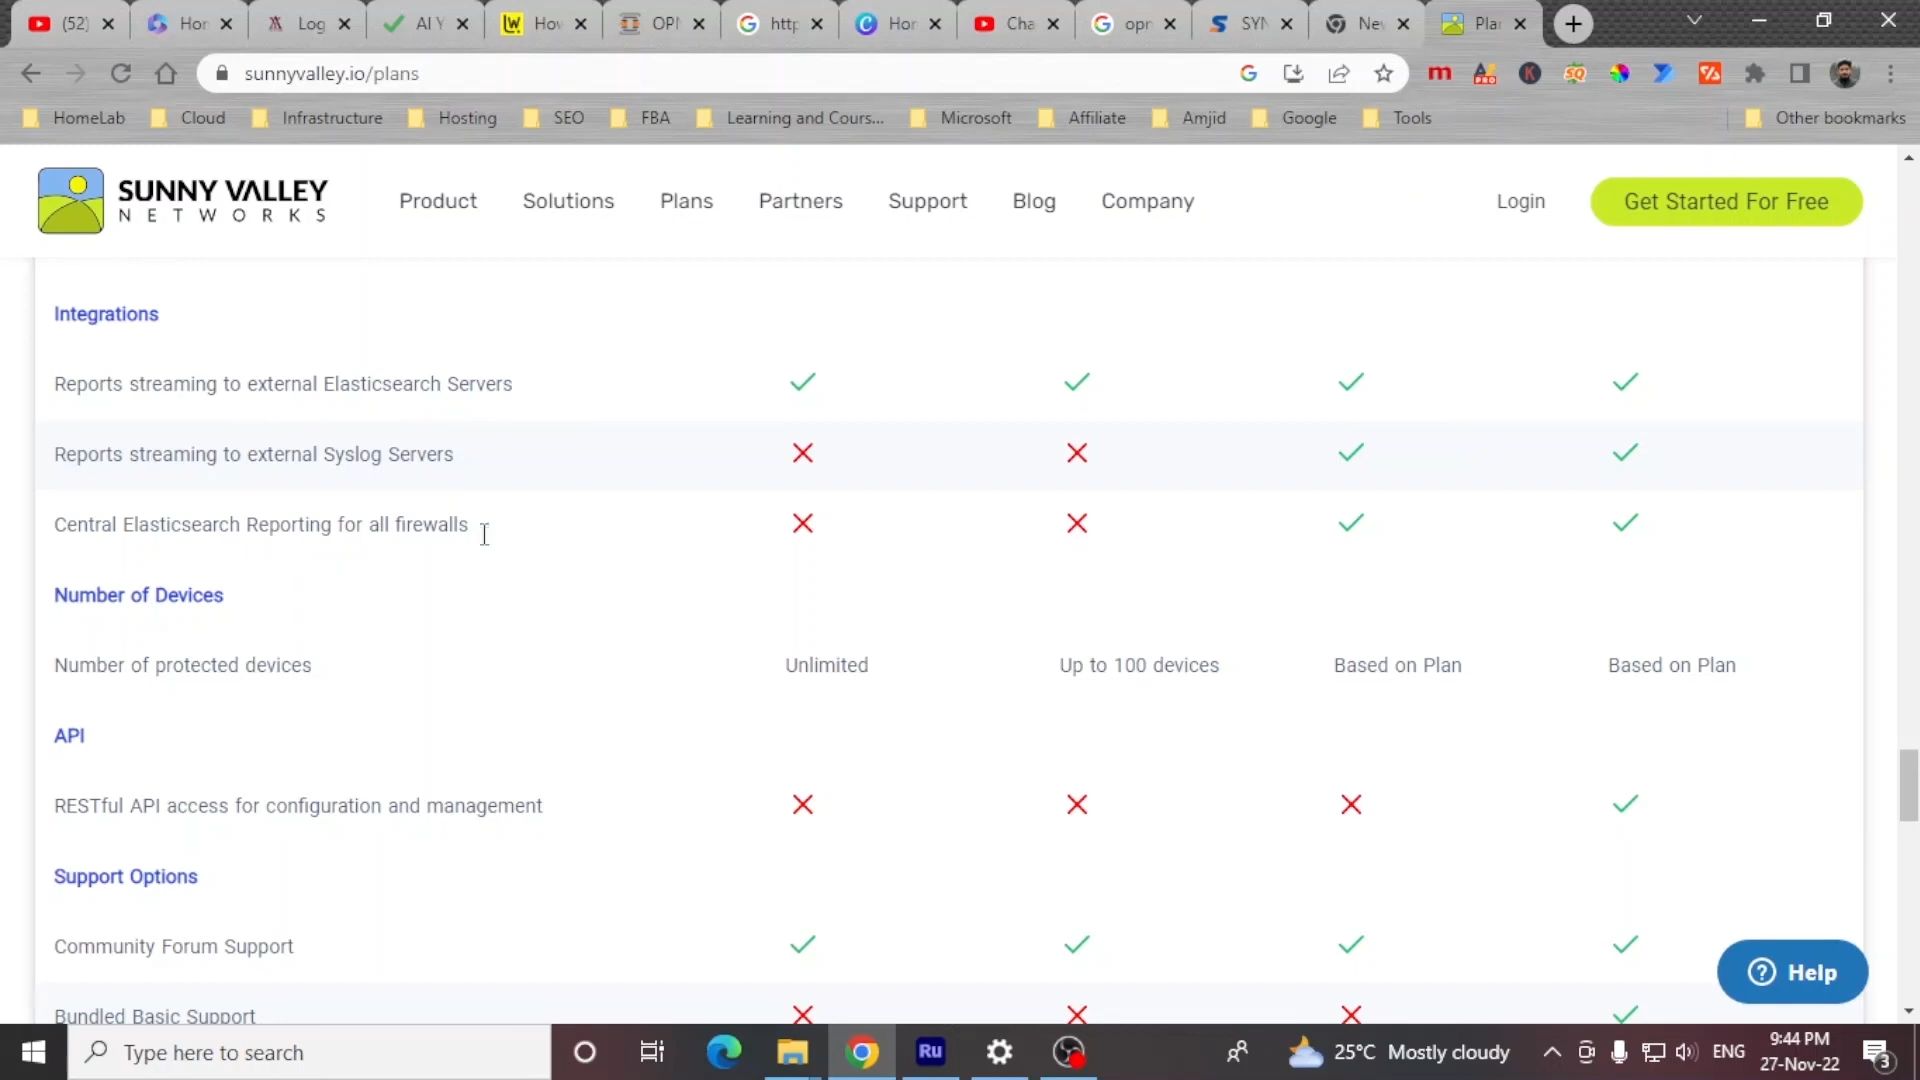 (52)
Hor
Log
AI Y
How
OPN
http
Hor
Cha
opn
SYN
Nev
Plan
sunnyvalley.io/plans
HomeLab
Cloud
Infrastructure
Hosting
SEO
FBA
Learning and Cours...
Microsoft
Affiliate
Amjid
Google
Tools
Other bookmarks
SUNNY VALLEY
NETWORKS
Product
Solutions
Plans
Partners
Support
Blog
Company
Login
Get Started For Free
Integrations
Reports streaming to external Elasticsearch Servers
Reports streaming to external Syslog Servers
Central Elasticsearch Reporting for all firewalls
Number of Devices
Number of protected devices
Unlimited
Up to 100 devices
Based on Plan
Based on Plan
API
RESTful API access for configuration and management
Support Options
Community Forum Support
Help
Bundled Basic Support
Type here to search
Ru
25°C Mostly cloudy
ENG
9:44 PM
27-Nov-22
3